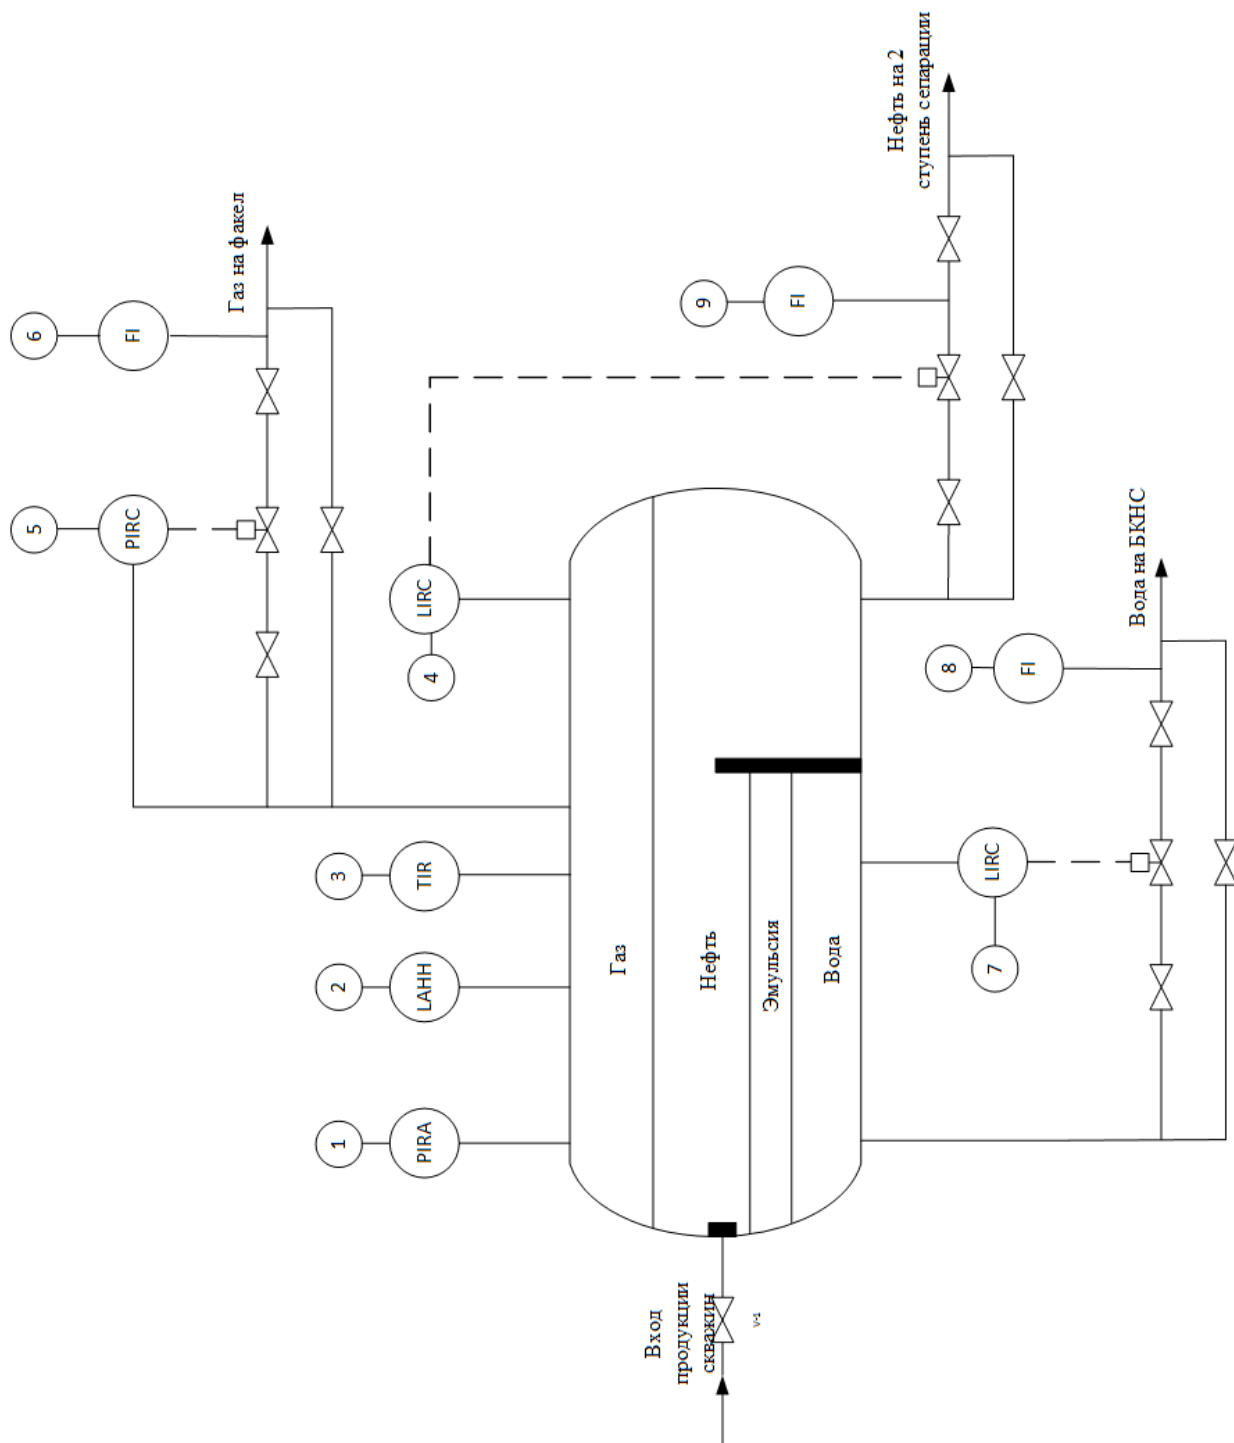 6
FI
Газ на факел
5
PIRC
4
LIRC
9
FI
Нефть на 2
ступень сепарации
3
TIR
2
LAHH
1
PIRA
Газ
Нефть
Эмульсия
Вода
Вход
продукции
скважин
V-1
8
FI
Вода на БКНС
7
LIRC